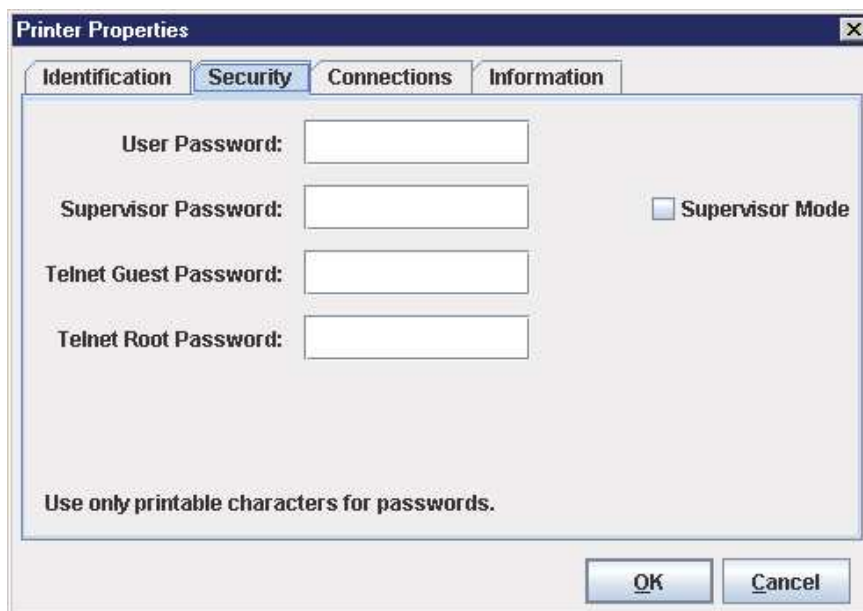 Printer Properties
Identification Security Connections Information
User Password:
Supervisor Password: Supervisor Mode
Telnet Guest Password:
Telnet Root Password:
Use only printable characters for passwords.
OK Cancel